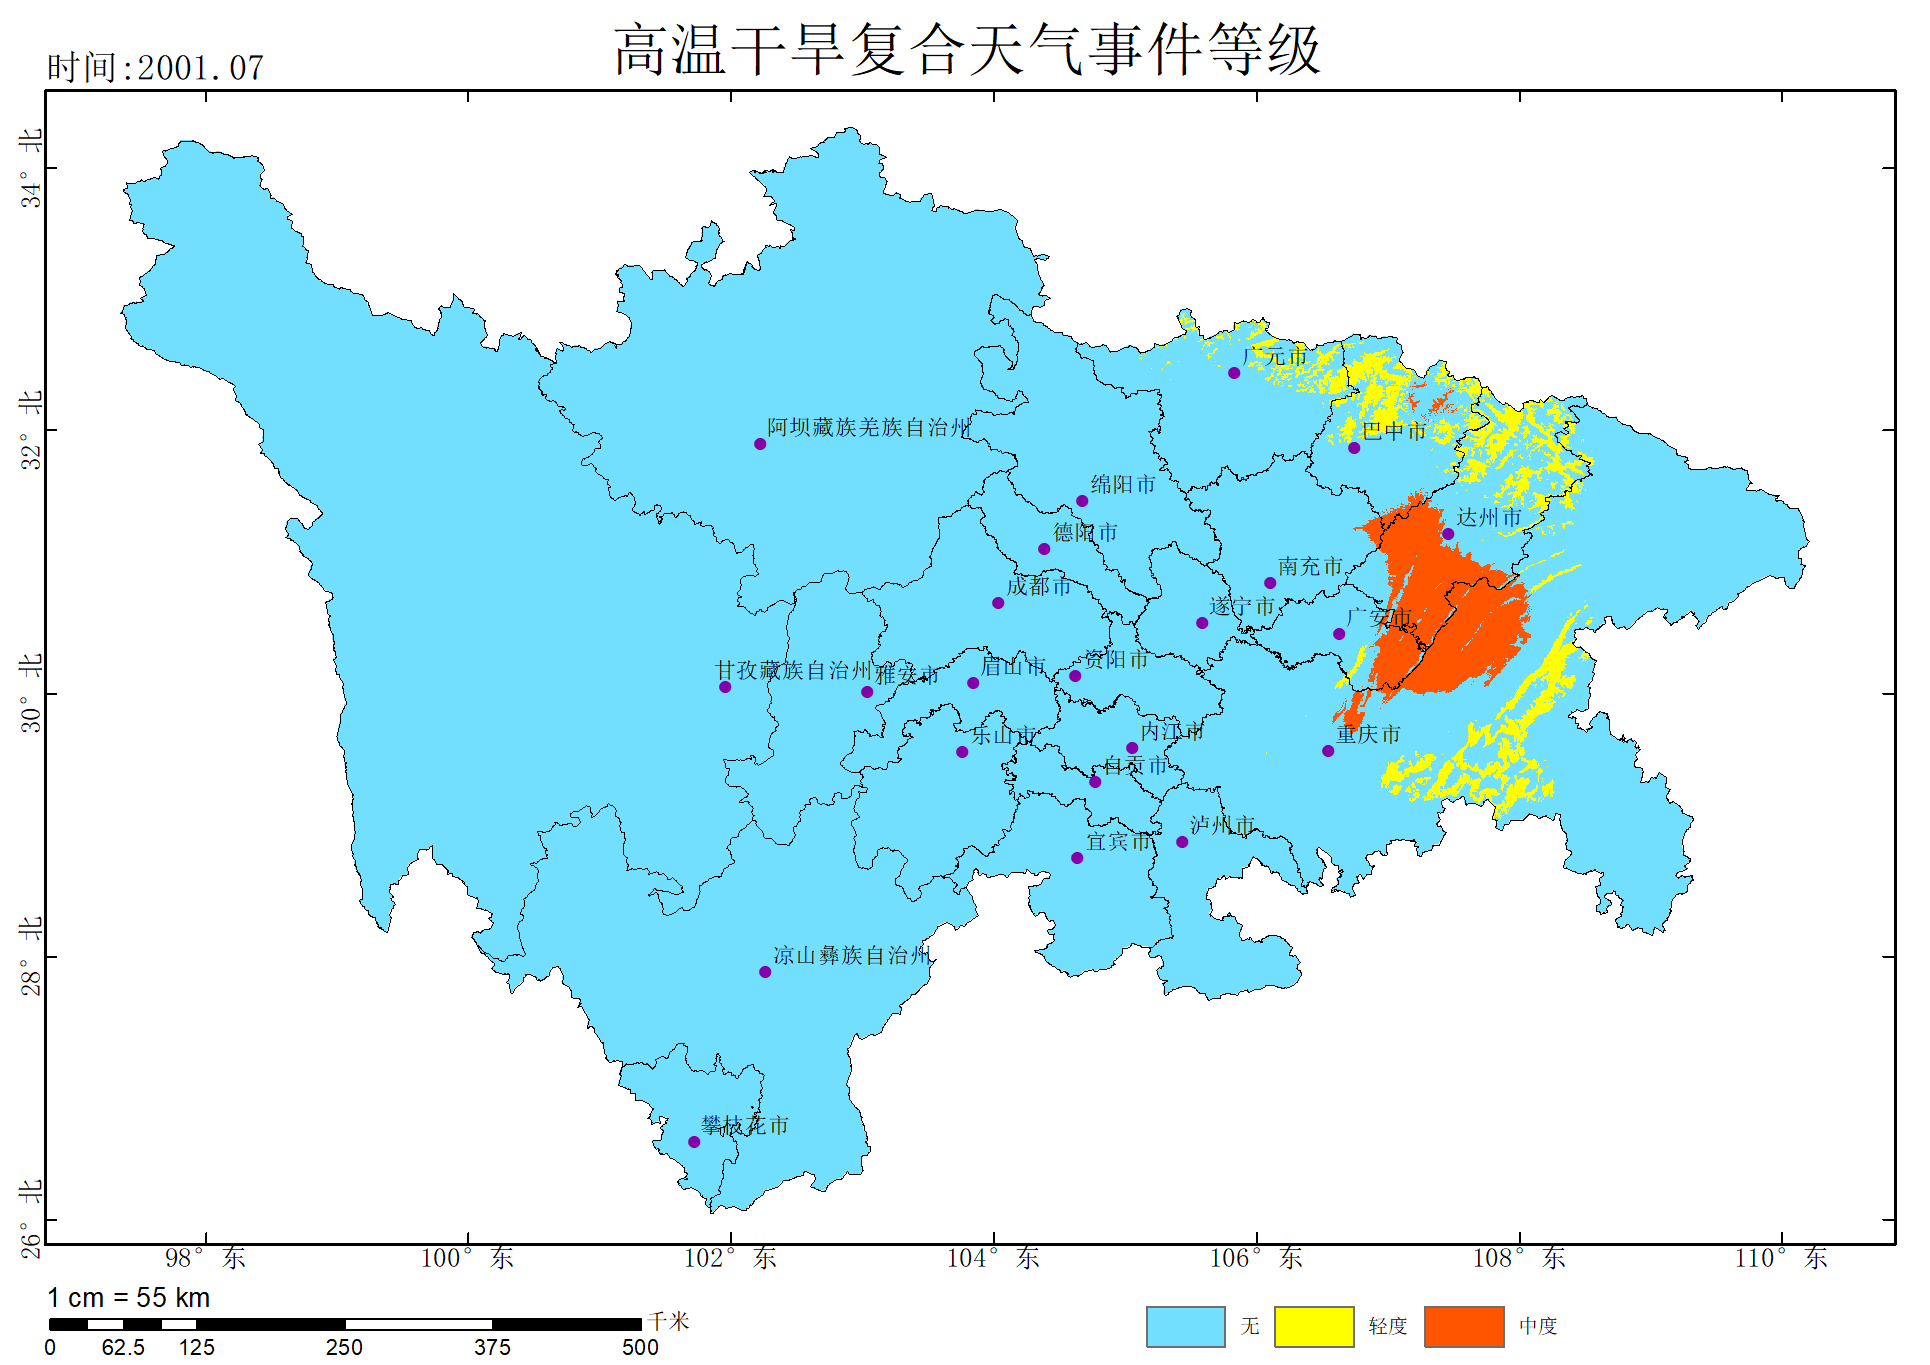 高温干旱复合天气事件等级
时间:2001.07
34° 北
32° 北
30° 北
28° 北
26° 北
广元市
阿坝藏族羌族自治州
巴中市
绵阳市
达州市
德阳市
南充市
成都市
遂宁市
广安市
甘孜藏族自治州
雅安市
眉山市
资阳市
乐山市
内江市
重庆市
自贡市
泸州市
宜宾市
凉山彝族自治州
攀枝花市
98° 东
100° 东
102° 东
104° 东
106° 东
108° 东
110° 东
1 cm = 55 km
千米
0 62.5 125 250 375 500
无 轻度 中度